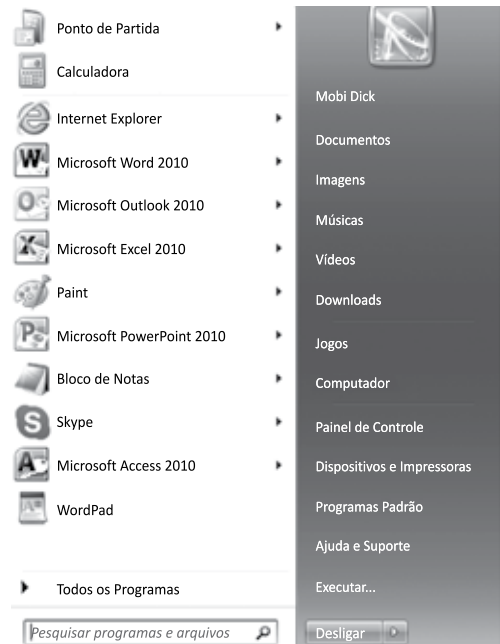 Ponto de Partida
Calculadora
Internet Explorer
Microsoft Word 2010
Microsoft Outlook 2010
Microsoft Excel 2010
Paint
Microsoft PowerPoint 2010
Bloco de Notas
Skype
Microsoft Access 2010
WordPad
Todos os Programas
Pesquisar programas e arquivos
Mobi Dick
Documentos
Imagens
Músicas
Vídeos
Downloads
Jogos
Computador
Painel de Controle
Dispositivos e Impressoras
Programas Padrão
Ajuda e Suporte
Executar...
Desligar